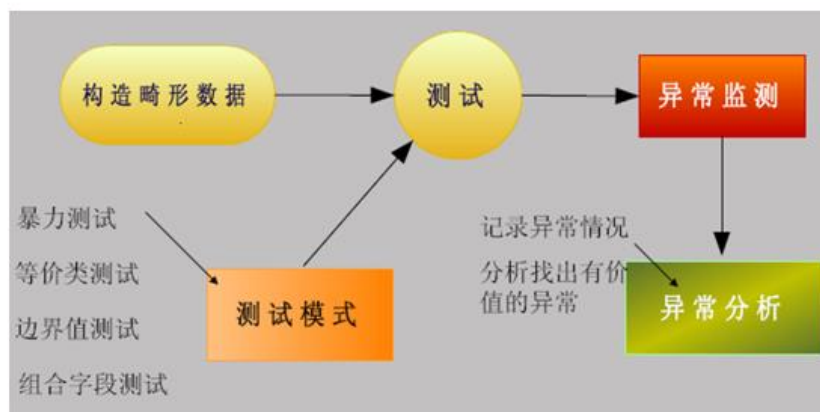 构造畸形数据
测试
异常监测
暴力测试
等价类测试
边界值测试
组合字段测试
测试模式
记录异常情况
分析找出有价
值的异常
异常分析